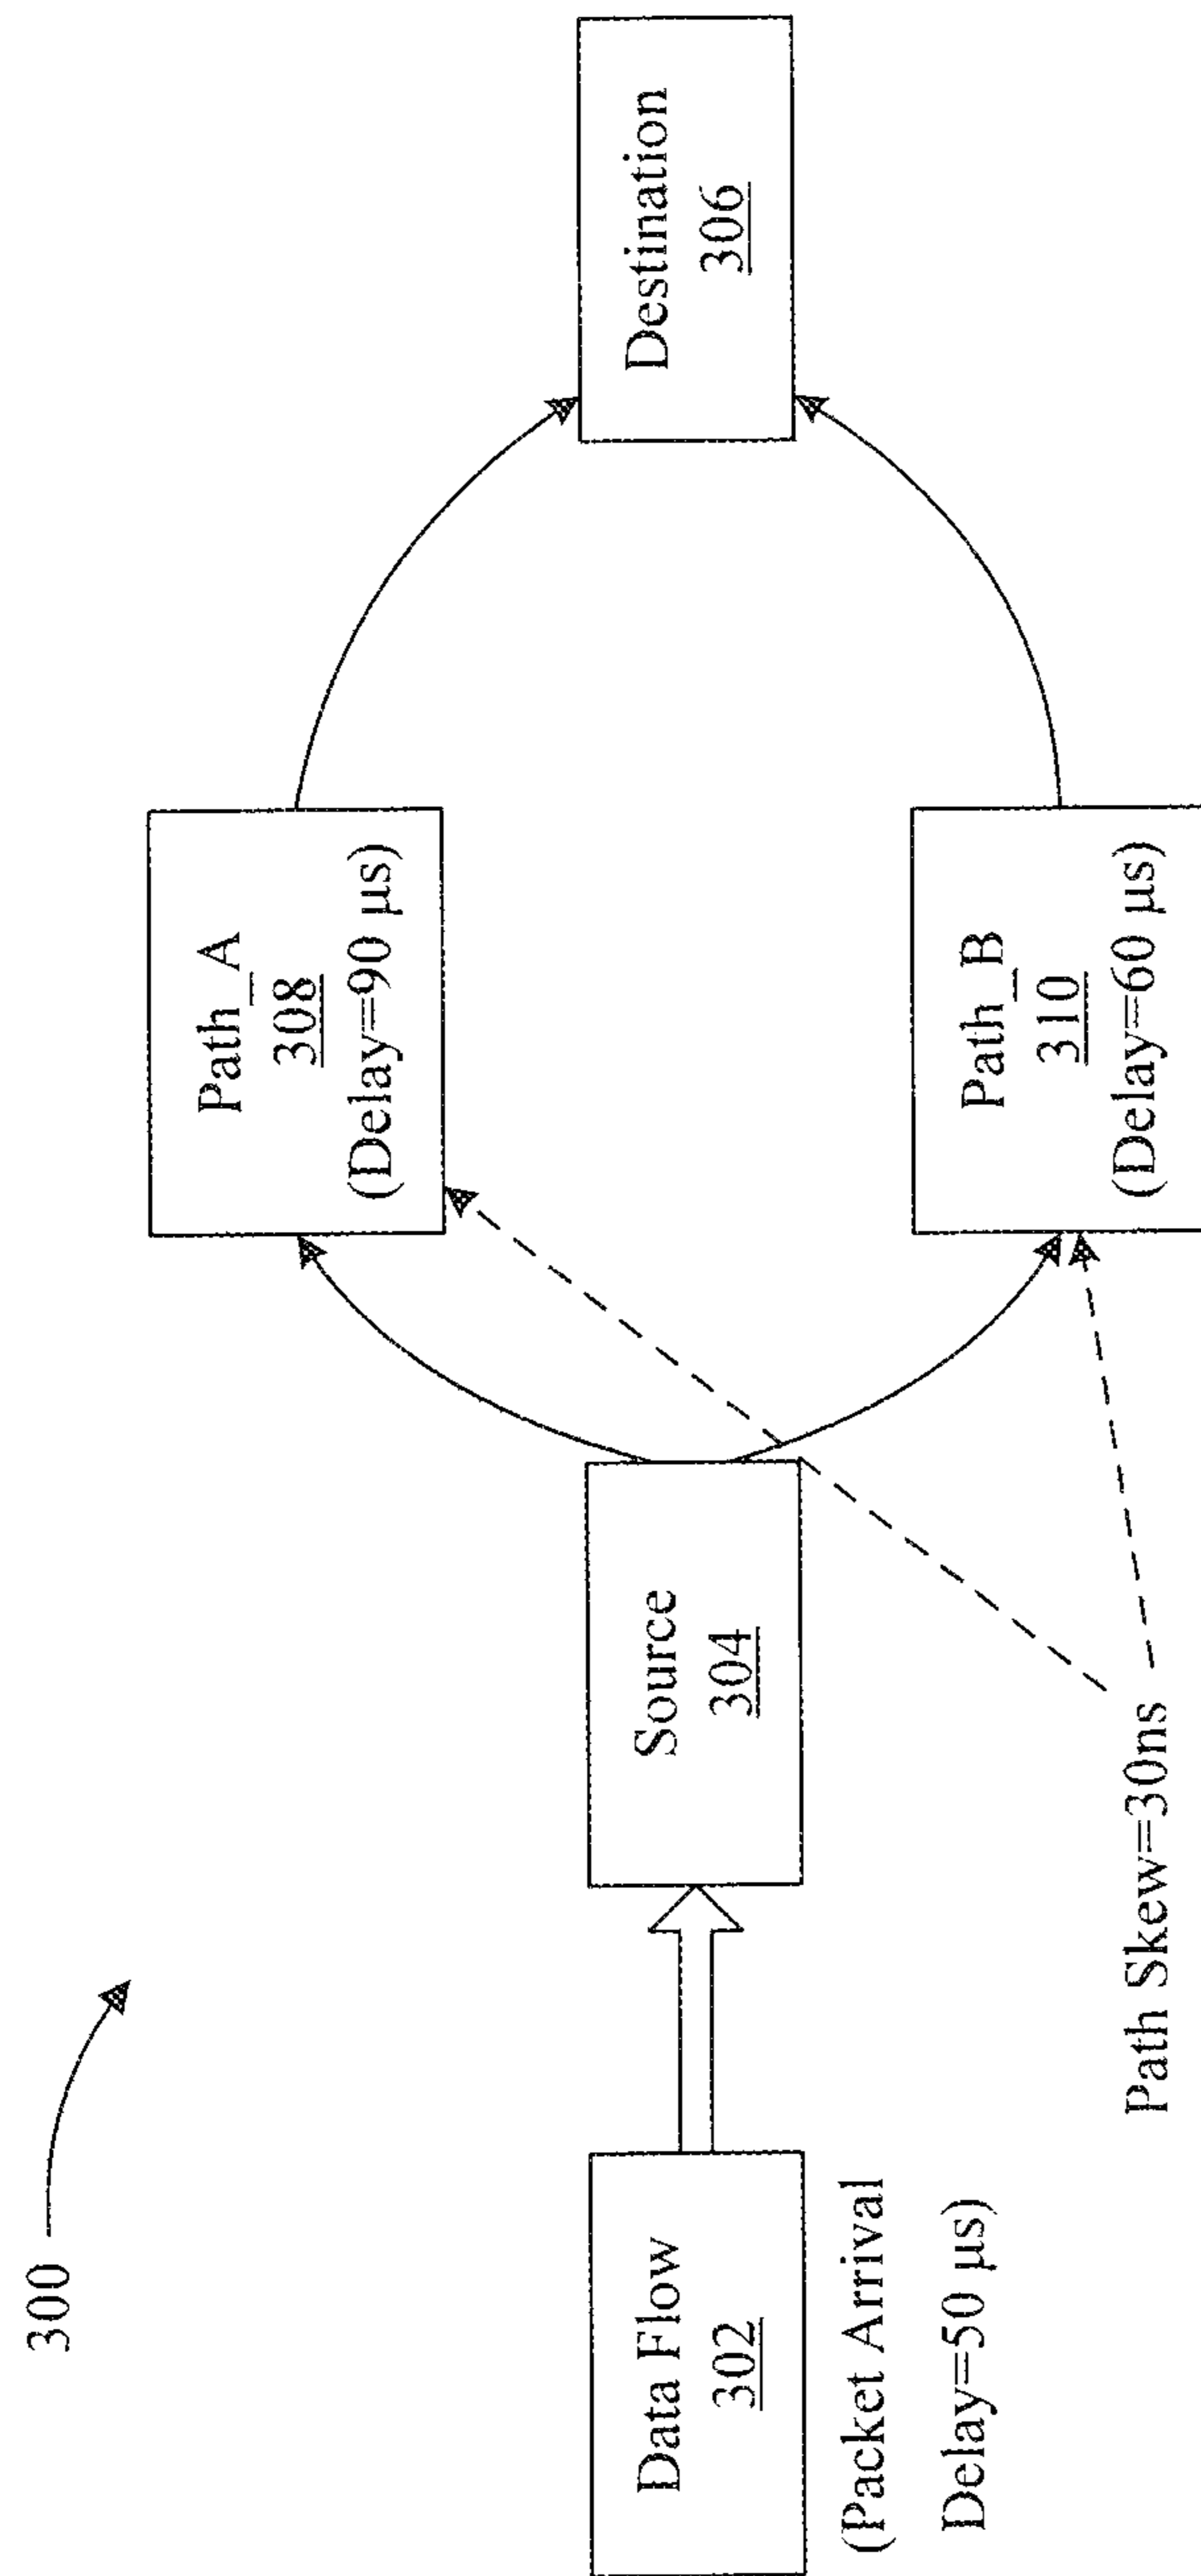 300
Data Flow
302
(Packet Arrival
Delay=50 µs)
Source
304
Path Skew=30ns
Path_A
308
(Delay=90 µs)
Path_B
310
(Delay=60 µs)
Destination
306